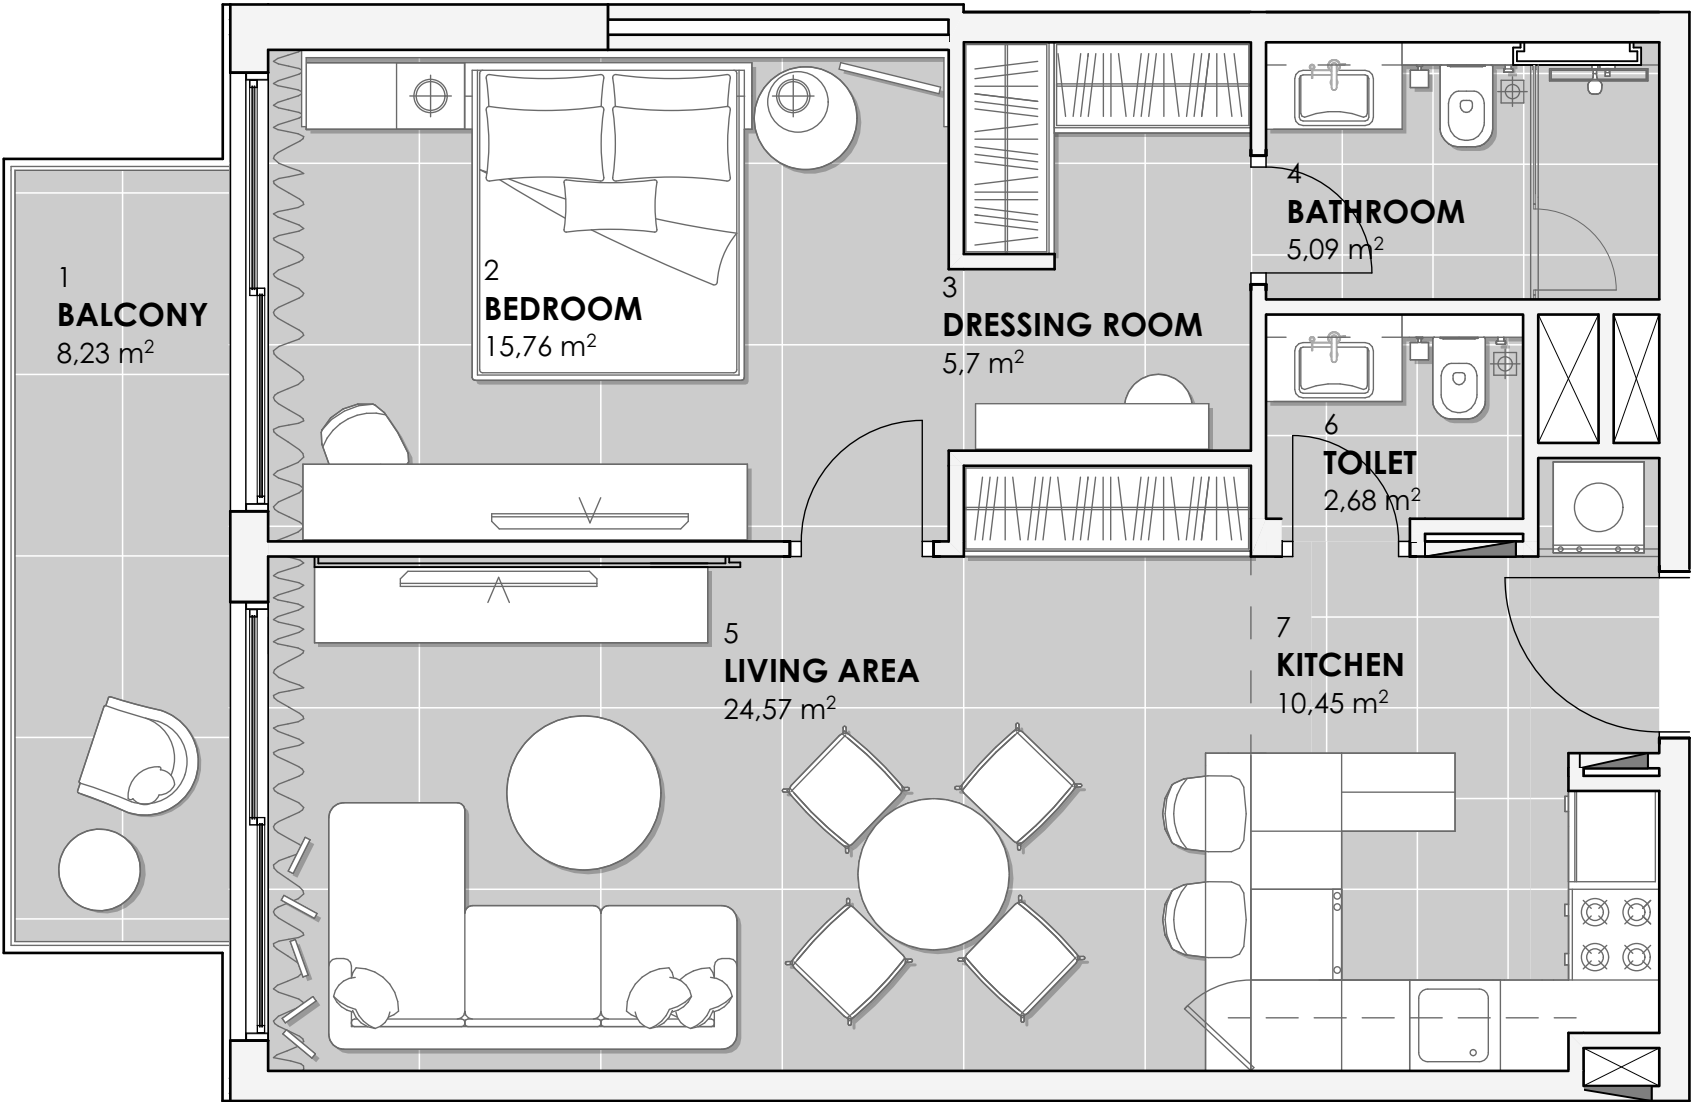 1
BALCONY
8,23 m²
2
BEDROOM
15,76 m²
3
DRESSING ROOM
5,7 m²
4
BATHROOM
5,09 m²
5
LIVING AREA
24,57 m²
6
TOILET
2,68 m²
7
KITCHEN
10,45 m²